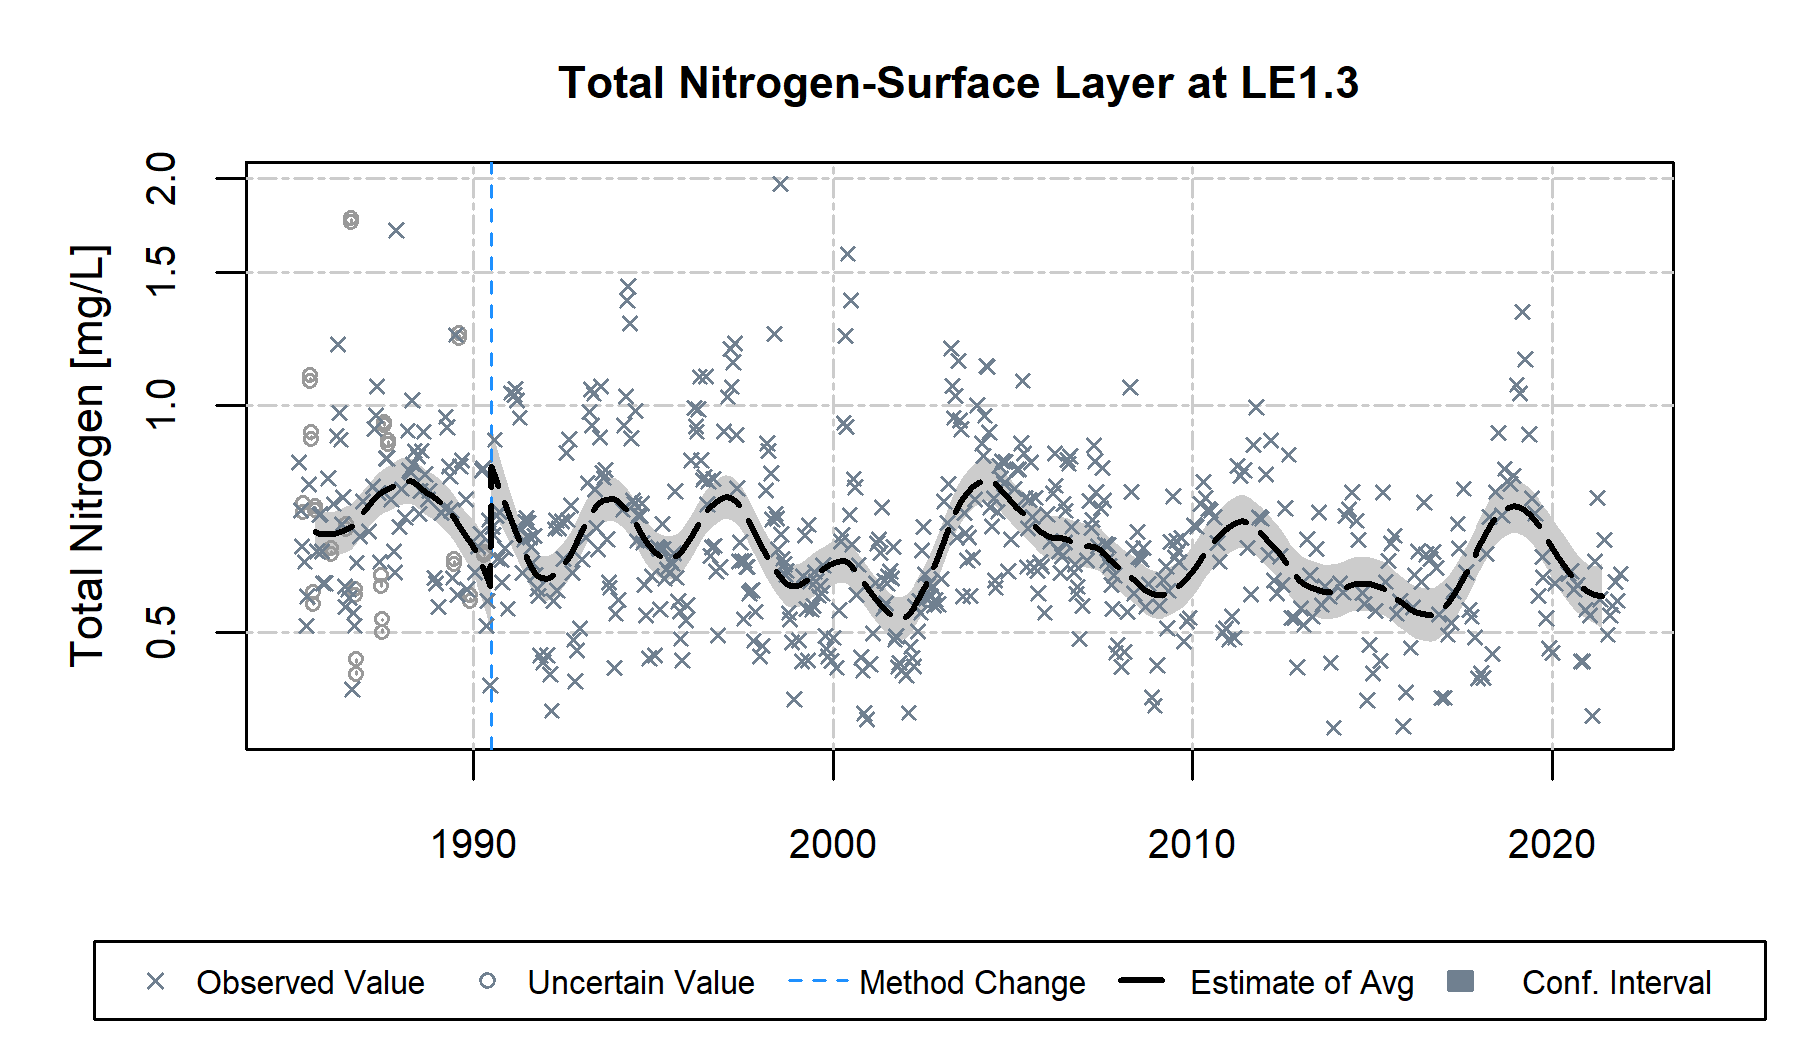 Total Nitrogen-Surface Layer at LE1.3
Total Nitrogen [mg/L]
2.0
1.5
1.0
0.5
1990 2000 2010 2020
Observed Value Uncertain Value Method Change Estimate of Avg Conf. Interval